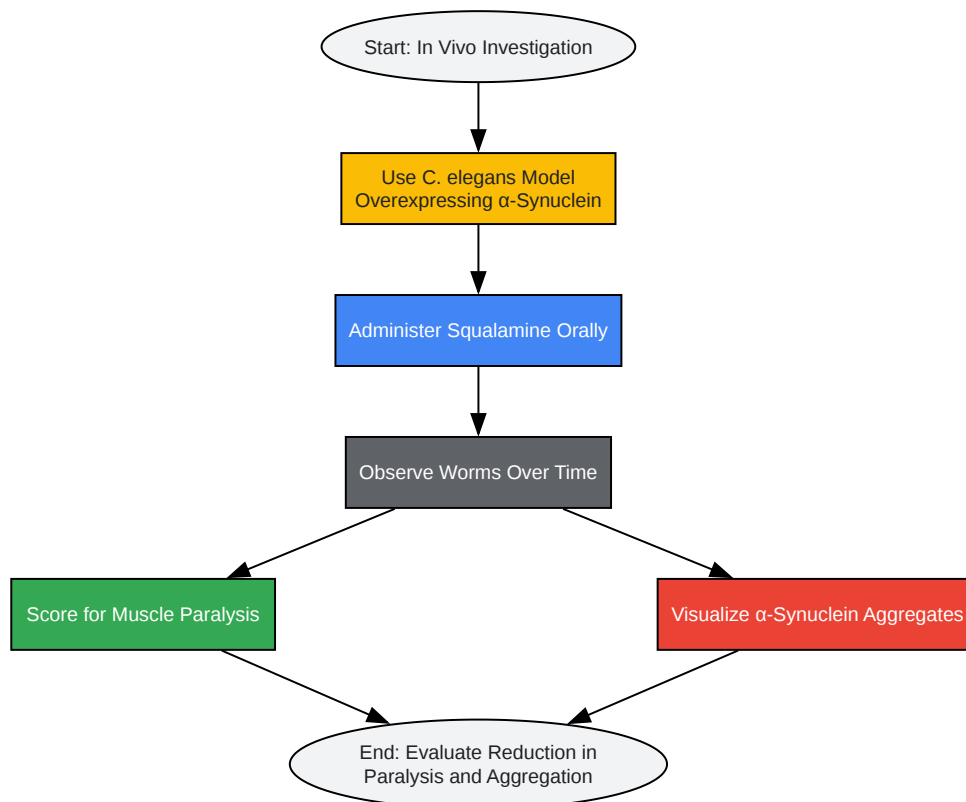 Start: In Vivo Investigation
Use C. elegans Model
Overexpressing α-Synuclein
Administer Squalamine Orally
Observe Worms Over Time
Score for Muscle Paralysis
Visualize α-Synuclein Aggregates
End: Evaluate Reduction in
Paralysis and Aggregation